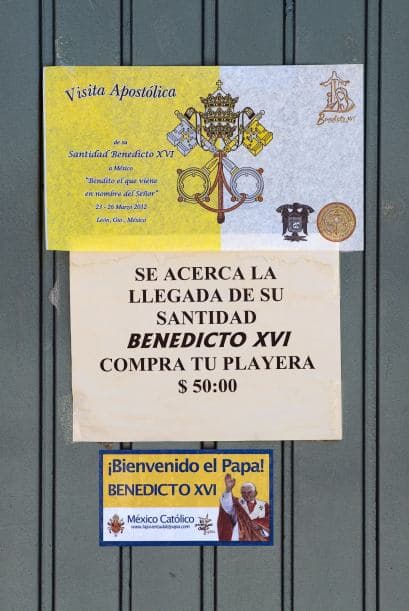 Visita Apostólica
de su
Santidad Benedicto XVI
a México
"Bendito el que viene
en nombre del Señor"
23 - 26 Marzo 2012
León, Gto., México
Benedicto XVI
SE ACERCA LA
LLEGADA DE SU
SANTIDAD
BENEDICTO XVI
COMPRA TU PLAYERA
$ 50:00
¡Bienvenido el Papa!
BENEDICTO XVI
México Católico